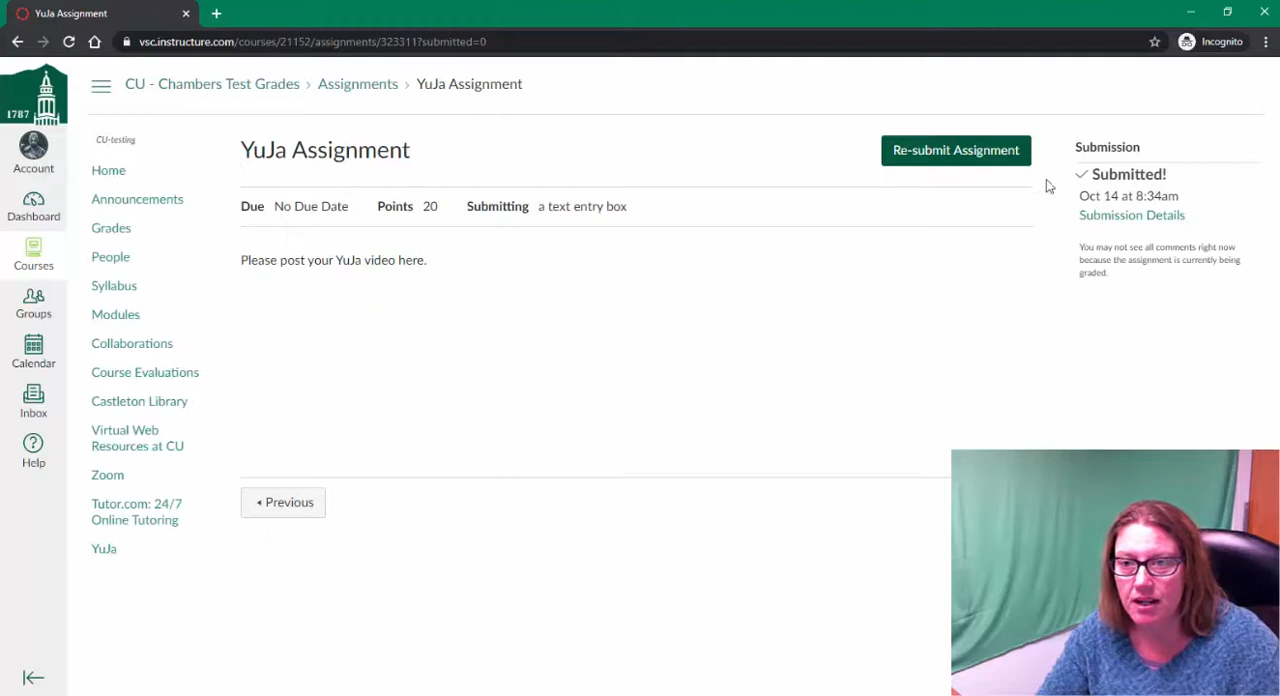 YuJa Assignment
vsc.instructure.com/courses/21152/assignments/323311?submitted=0
Incognito
1787
CU - Chambers Test Grades › Assignments › YuJa Assignment
Account
Dashboard
Courses
Groups
Calendar
Inbox
Help
CU-testing
Home
Announcements
Grades
People
Syllabus
Modules
Collaborations
Course Evaluations
Castleton Library
Virtual Web
Resources at CU
Zoom
Tutor.com: 24/7
Online Tutoring
YuJa
YuJa Assignment
Re-submit Assignment
Due No Due Date Points 20 Submitting a text entry box
Please post your YuJa video here.
Previous
Submission
Submitted!
Oct 14 at 8:34am
Submission Details
You may not see all comments right now
because the assignment is currently being
graded.